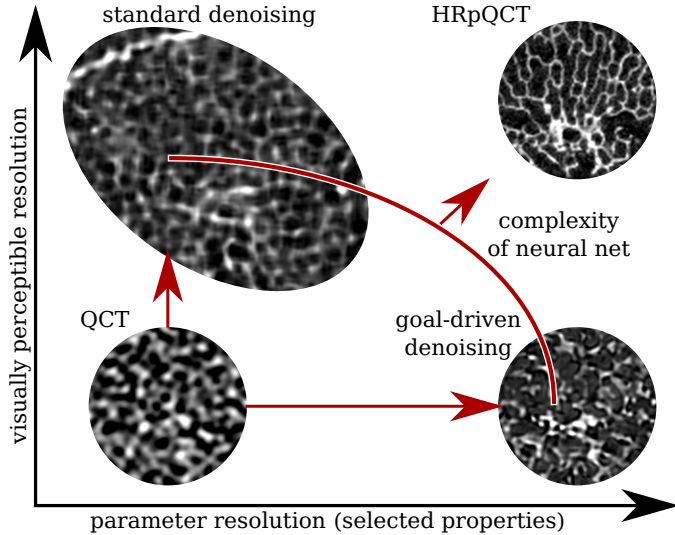 standard denoising
HRpQCT
visually perceptible resolution
complexity
of neural net
QCT
goal-driven
denoising
parameter resolution (selected properties)